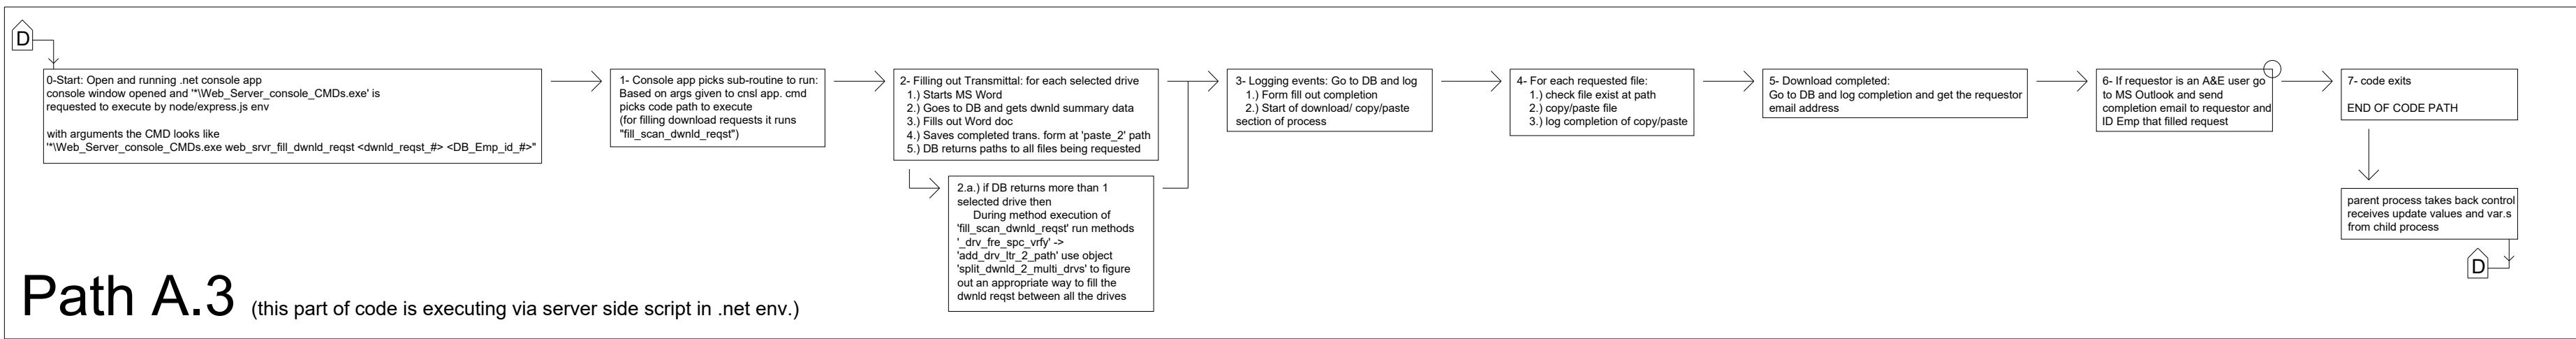 D
0-Start: Open and running .net console app
console window opened and '*\Web_Server_console_CMDs.exe' is
requested to execute by node/express.js env
with arguments the CMD looks like
'*\Web_Server_console_CMDs.exe web_srvr_fill_dwnld_reqst <dwnld_reqst_#> <DB_Emp_id_#>"
1- Console app picks sub-routine to run:
Based on args given to cnsl app. cmd
picks code path to execute
(for filling download requests it runs
"fill_scan_dwnld_reqst")
2- Filling out Transmittal: for each selected drive
1.) Starts MS Word
2.) Goes to DB and gets dwnld summary data
3.) Fills out Word doc
4.) Saves completed trans. form at 'paste_2' path
5.) DB returns paths to all files being requested
2.a.) if DB returns more than 1
selected drive then
During method execution of
'fill_scan_dwnld_reqst' run methods
'_drv_fre_spc_vrfy' ->
'add_drv_ltr_2_path' use object
'split_dwnld_2_multi_drvs' to figure
out an appropriate way to fill the
dwnld reqst between all the drives
3- Logging events: Go to DB and log
1.) Form fill out completion
2.) Start of download/ copy/paste
section of process
4- For each requested file:
1.) check file exist at path
2.) copy/paste file
3.) log completion of copy/paste
5- Download completed:
Go to DB and log completion and get the requestor
email address
6- If requestor is an A&E user go
to MS Outlook and send
completion email to requestor and
ID Emp that filled request
7- code exits
END OF CODE PATH
parent process takes back control
receives update values and var.s
from child process
D
Path A.3 (this part of code is executing via server side script in .net env.)